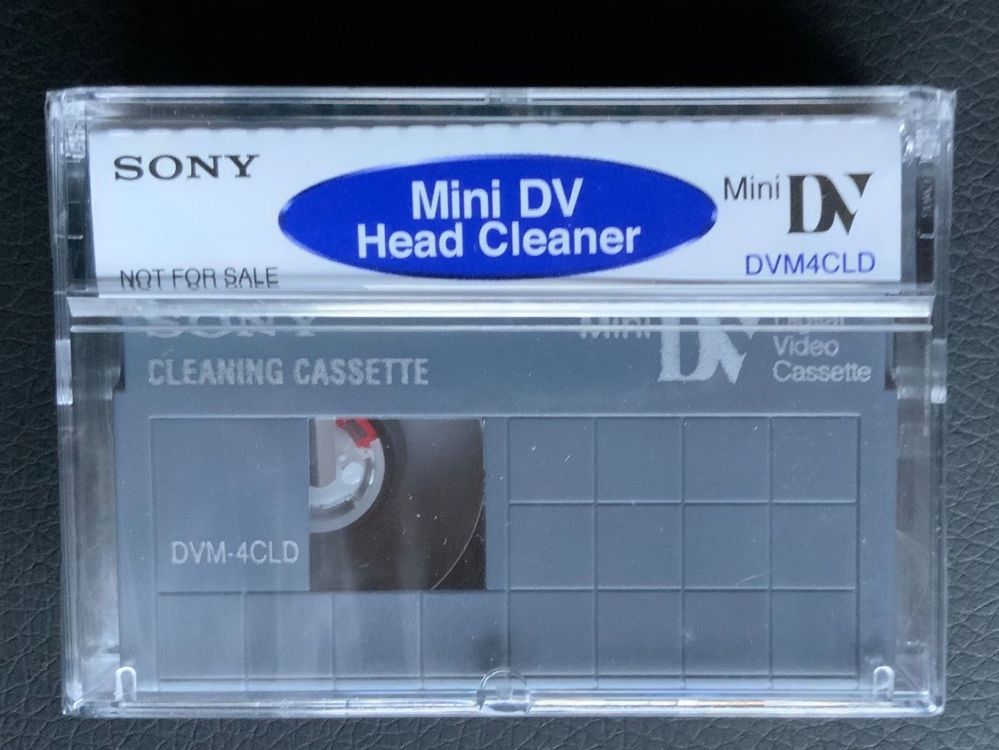 SONY
Mini DV
Head Cleaner
Mini DV
DVM4CLD
NOT FOR SALE
SONY
Mini DV
Digital
Video
Cassette
CLEANING CASSETTE
DVM-4CLD